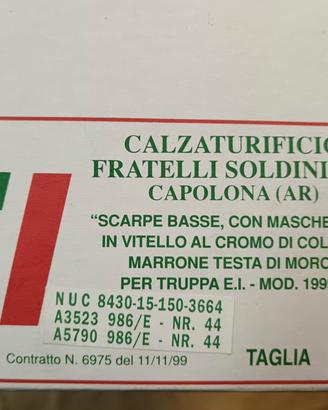 CALZATURIFICIO
FRATELLI SOLDINI
CAPOLONA (AR)
“SCARPE BASSE, CON MASCHE
IN VITELLO AL CROMO DI COL
MARRONE TESTA DI MORO
PER TRUPPA E.I. - MOD. 199
NUC 8430-15-150-3664
A3523 986/E - NR. 44
A5790 986/E - NR. 44
Contratto N. 6975 del 11/11/99
TAGLIA